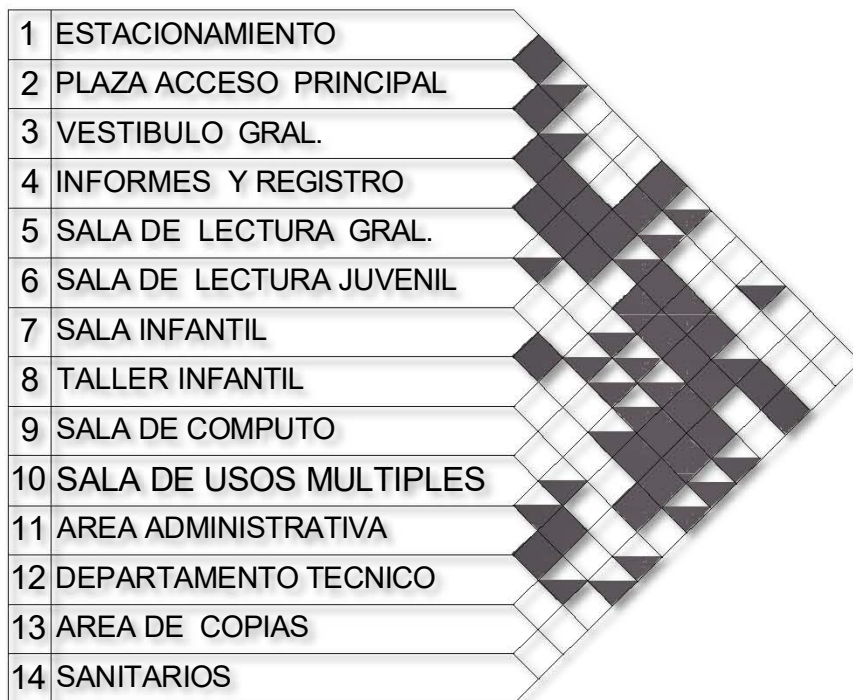 1 ESTACIONAMIENTO
2 PLAZA ACCESO PRINCIPAL
3 VESTIBULO GRAL.
4 INFORMES Y REGISTRO
5 SALA DE LECTURA GRAL.
6 SALA DE LECTURA JUVENIL
7 SALA INFANTIL
8 TALLER INFANTIL
9 SALA DE COMPUTO
10 SALA DE USOS MULTIPLES
11 AREA ADMINISTRATIVA
12 DEPARTAMENTO TECNICO
13 AREA DE COPIAS
14 SANITARIOS